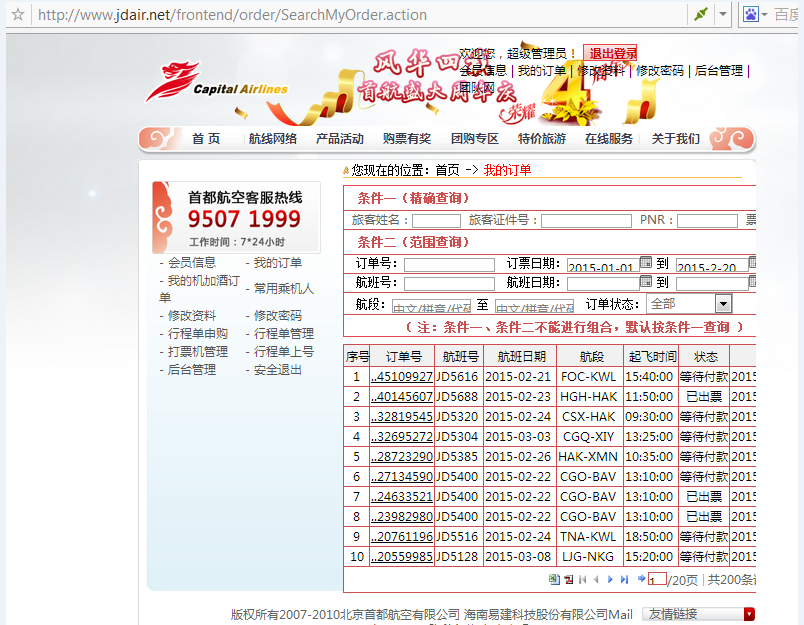 http://www.jdair.net/frontend/order/SearchMyOrder.action
百度
Capital Airlines
风华四载
首航盛大周年庆
荣耀
4周年
欢迎您，超级管理员！ 退出登录
会员信息 | 我的订单 | 修改资料 | 修改密码 | 后台管理 |
团队网
首 页 航线网络 产品活动 购票有奖 团购专区 特价旅游 在线服务 关于我们
首都航空客服热线
9507 1999
工作时间：7*24小时
- 会员信息 - 我的订单
- 我的机加酒订单 - 常用乘机人
- 修改资料 - 修改密码
- 行程单申购 - 行程单管理
- 打票机管理 - 行程单上号
- 后台管理 - 安全退出
您现在的位置：首页 -> 我的订单
条件一（精确查询）
旅客姓名： 旅客证件号： PNR： 票
条件二（范围查询）
订单号： 订票日期： 2015-01-01 到 2015-2-20
航班号： 航班日期： 到
航段： 中文/拼音/代码 至 中文/拼音/代码 订单状态： 全部
（ 注：条件一、条件二不能进行组合，默认按条件一查询 ）
序号 订单号 航班号 航班日期 航段 起飞时间 状态
1 ..45109927 JD5616 2015-02-21 FOC-KWL 15:40:00 等待付款 2015
2 ..40145607 JD5688 2015-02-23 HGH-HAK 11:50:00 已出票 2015
3 ..32819545 JD5320 2015-02-24 CSX-HAK 09:30:00 等待付款 2015
4 ..32695272 JD5304 2015-03-03 CGQ-XIY 13:25:00 等待付款 2015
5 ..28723290 JD5385 2015-02-26 HAK-XMN 10:35:00 等待付款 2015
6 ..27134590 JD5400 2015-02-22 CGO-BAV 13:10:00 等待付款 2015
7 ..24633521 JD5400 2015-02-22 CGO-BAV 13:10:00 已出票 2015
8 ..23982980 JD5400 2015-02-22 CGO-BAV 13:10:00 已出票 2015
9 ..20761196 JD5516 2015-02-24 TNA-KWL 18:50:00 等待付款 2015
10 ..20559985 JD5128 2015-03-08 LJG-NKG 15:20:00 等待付款 2015
1 /20页 | 共200条
版权所有2007-2010北京首都航空有限公司 海南易建科技股份有限公司Mail 友情链接